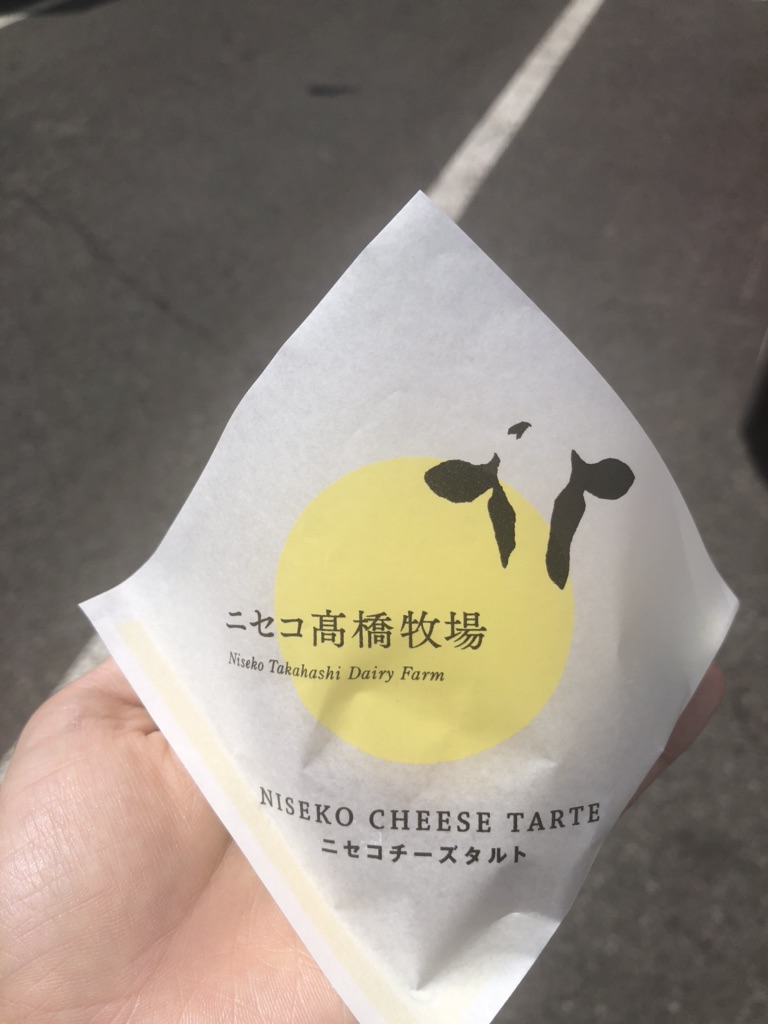 ニセコ髙橋牧場
Niseko Takahashi Dairy Farm
NISEKO CHEESE TARTE
ニセコチーズタルト